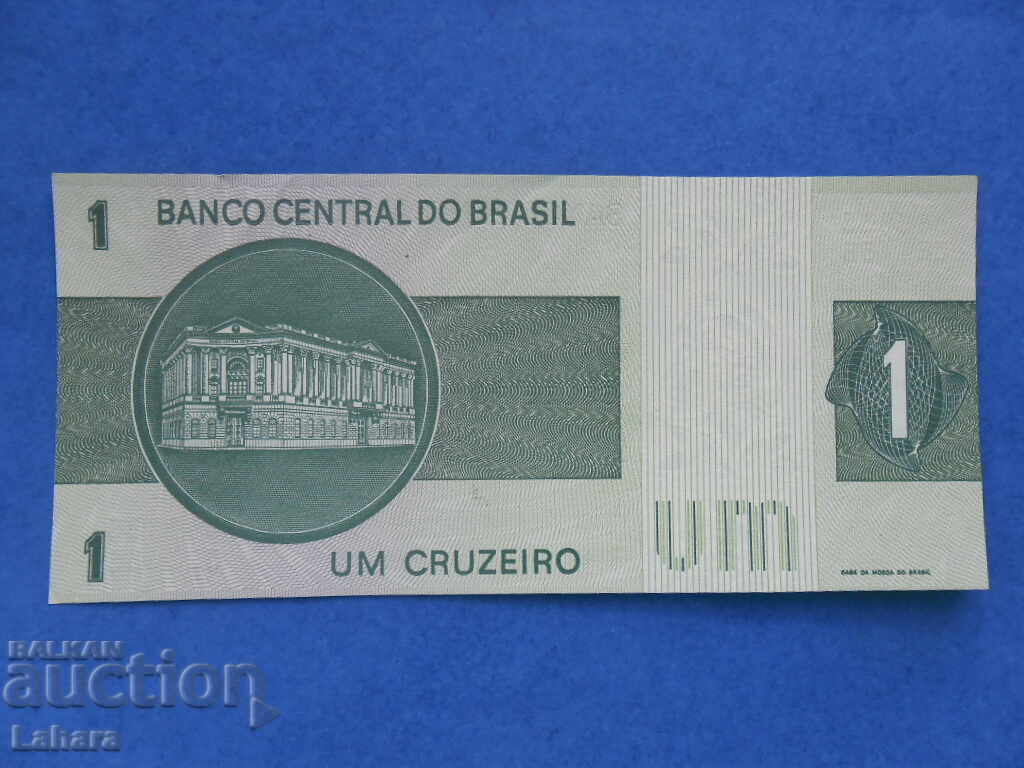 1
BANCO CENTRAL DO BRASIL
1
1
UM CRUZEIRO
um
CASA DA MOEDA DO BRASIL
BALKAN
auction
Lahara